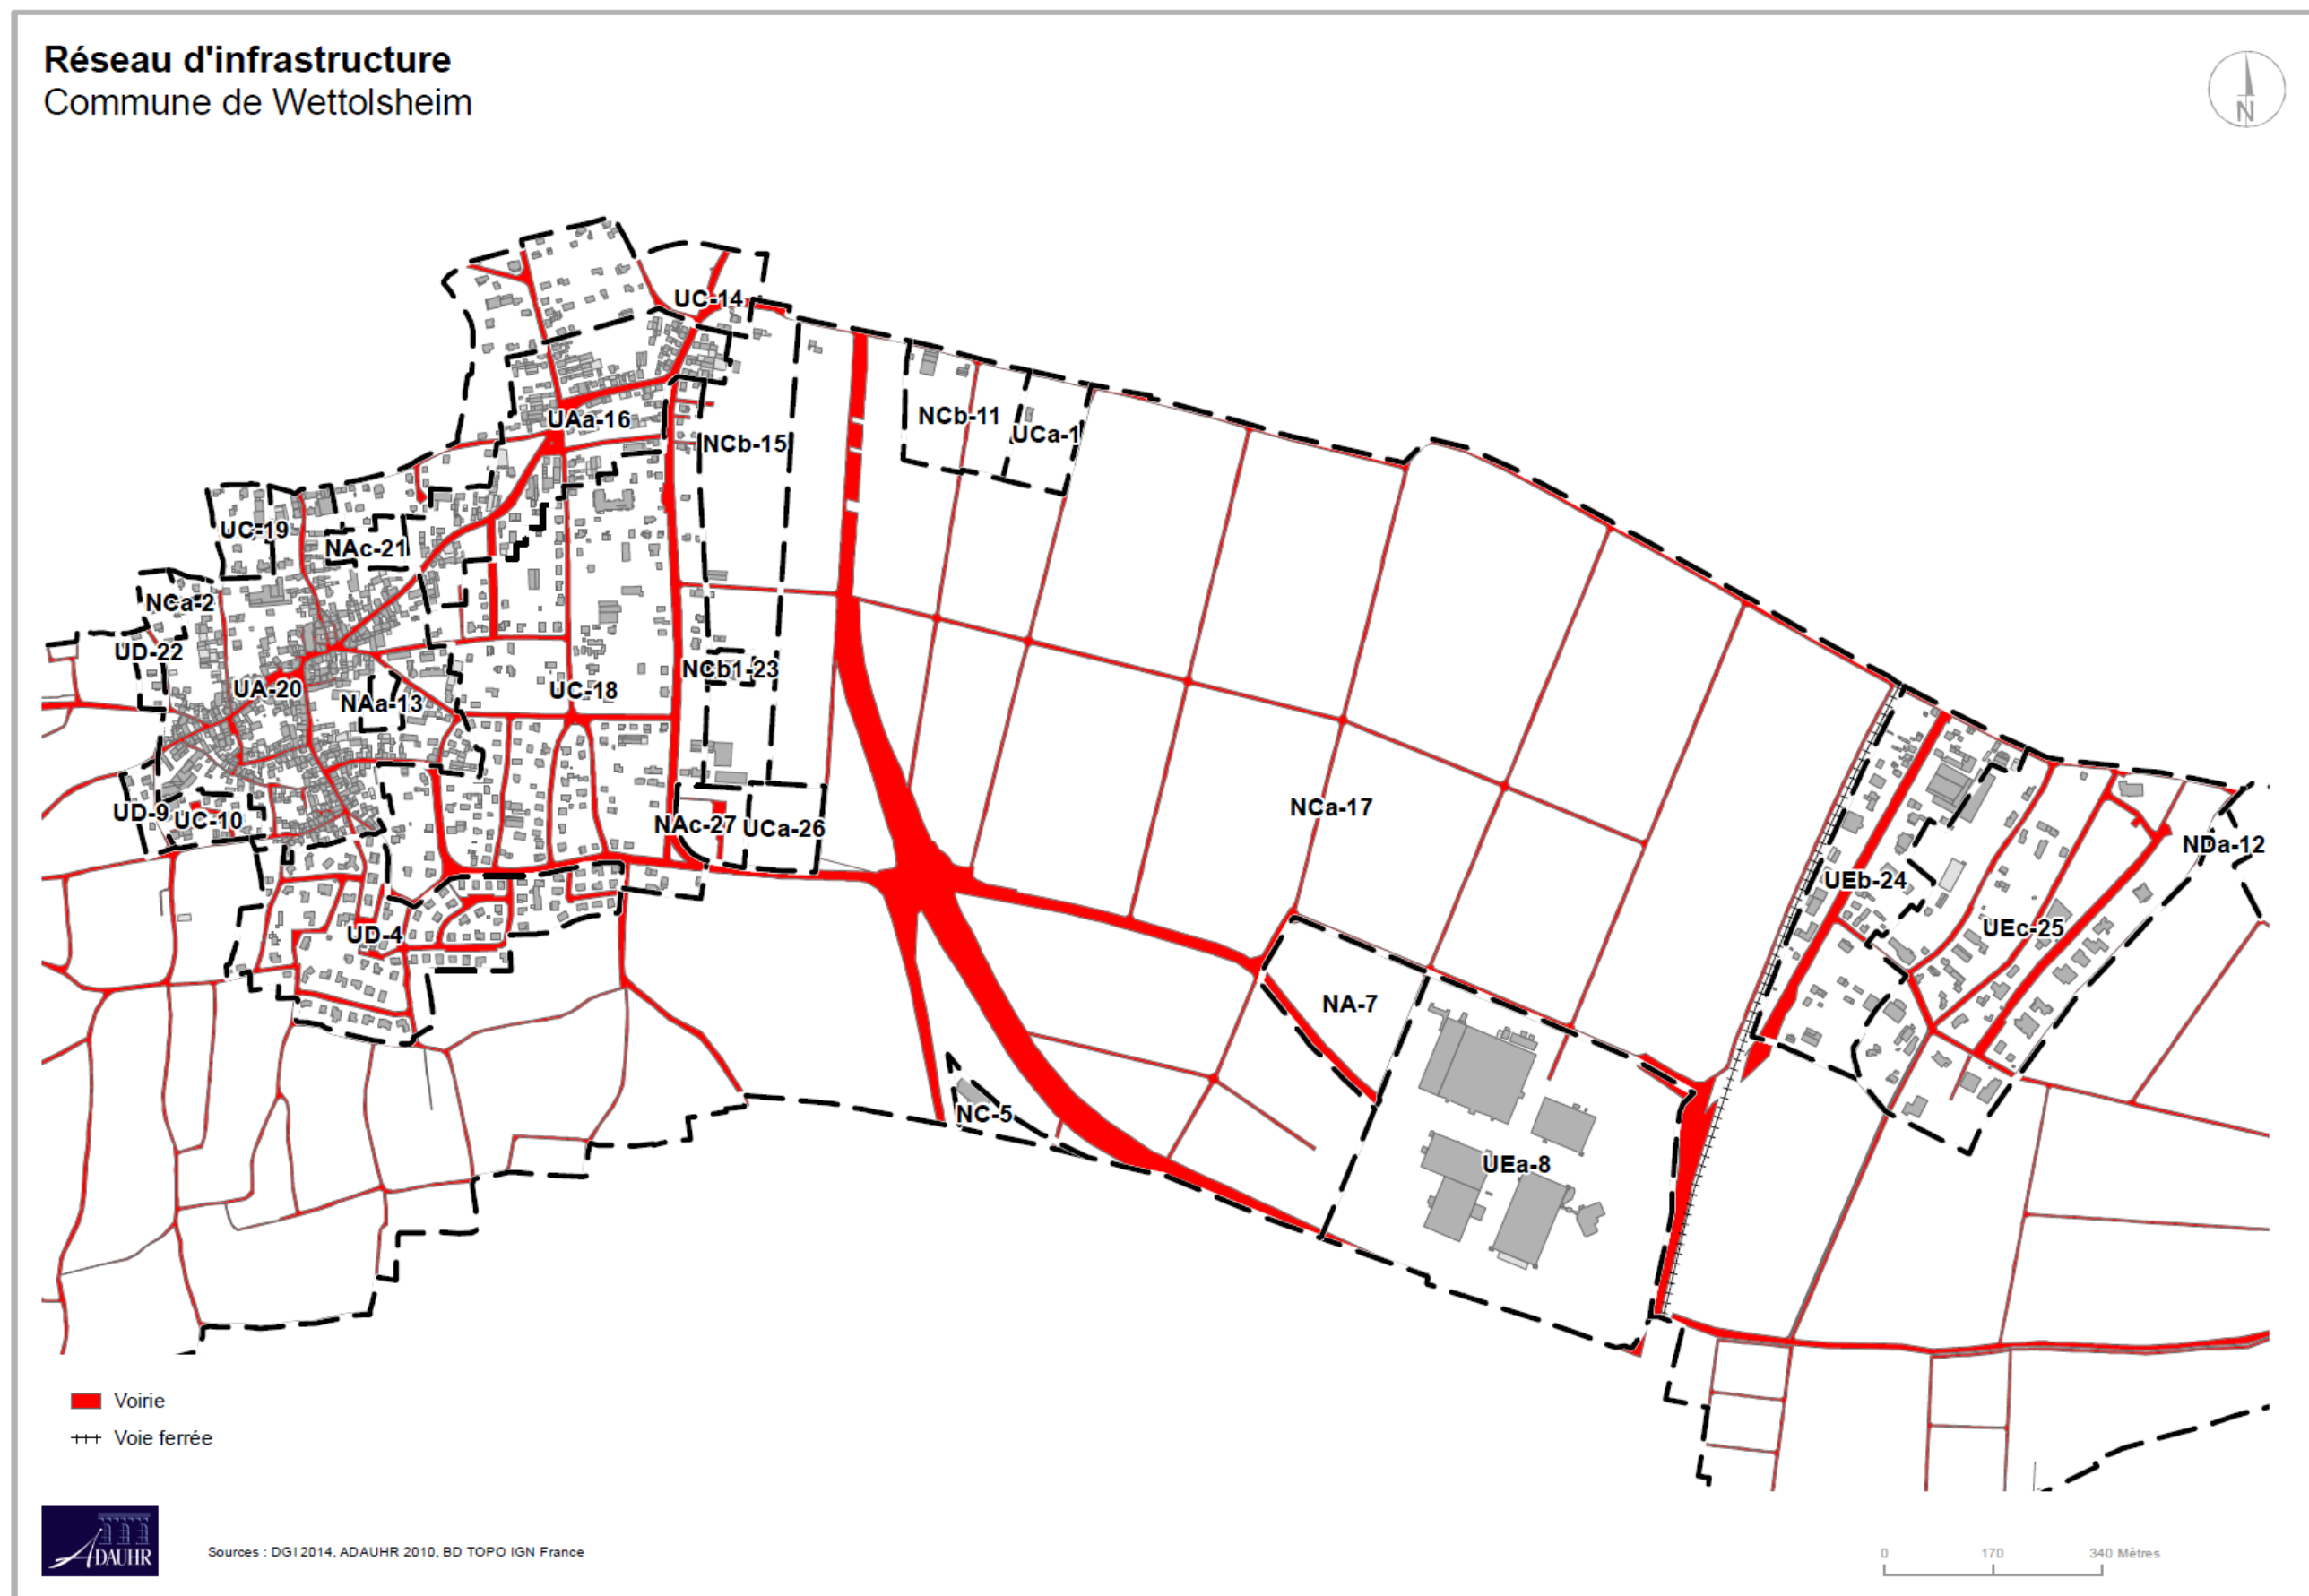 Réseau d'infrastructure
Commune de Wettolsheim
N
UC-14
UAa-16
NCb-11
UCa-1
NCb-15
UC-19
NAc-21
NCa-2
UD-22
NCb1-23
UA-20
UC-18
NAa-13
NCa-17
UD-9
UC-10
NAc-27
UCa-26
NDa-12
UEb-24
UD-4
UEc-25
NA-7
NC-5
UEa-8
Voirie
Voie ferrée
ADAUHR
Sources : DGI 2014, ADAUHR 2010, BD TOPO IGN France
0 170 340 Mètres